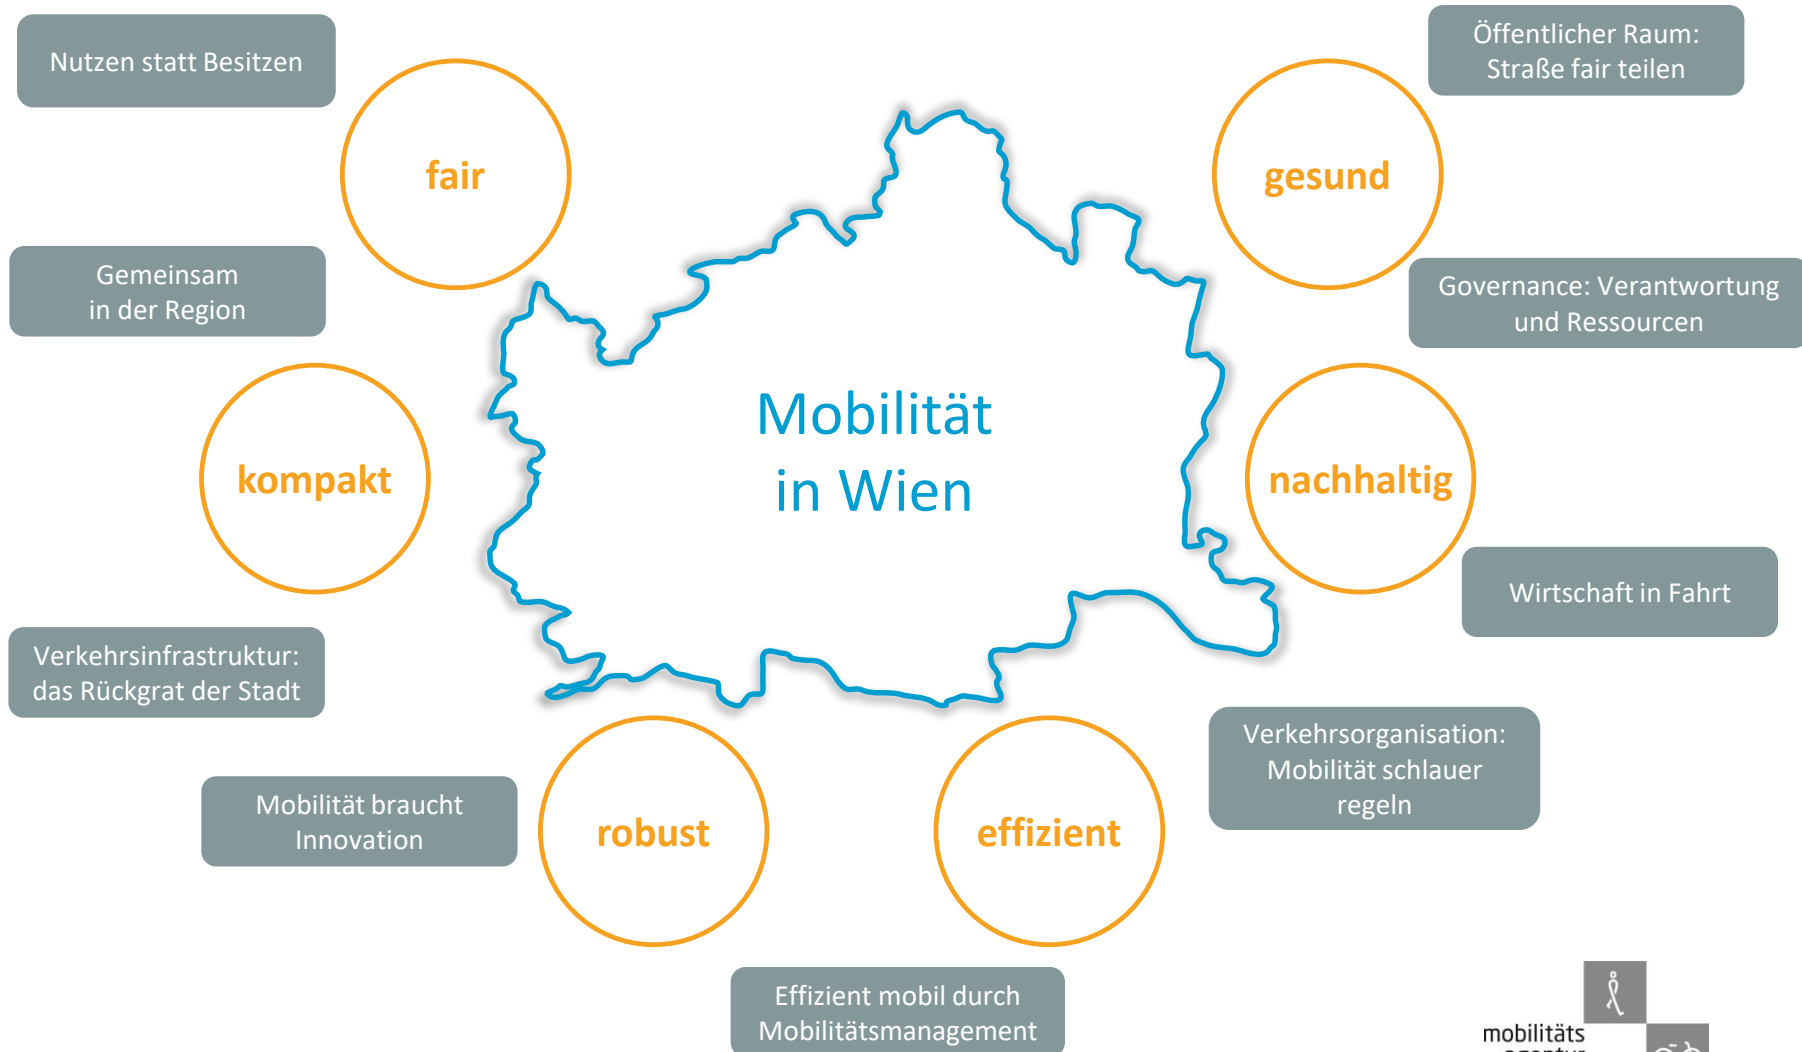 Nutzen statt Besitzen
Öffentlicher Raum:
Straße fair teilen
fair
gesund
Gemeinsam
in der Region
Governance: Verantwortung
und Ressourcen
Mobilität
in Wien
kompakt
nachhaltig
Wirtschaft in Fahrt
Verkehrsinfrastruktur:
das Rückgrat der Stadt
Verkehrsorganisation:
Mobilität schlauer
regeln
Mobilität braucht
Innovation
robust
effizient
Effizient mobil durch
Mobilitätsmanagement
mobilitäts
agentur